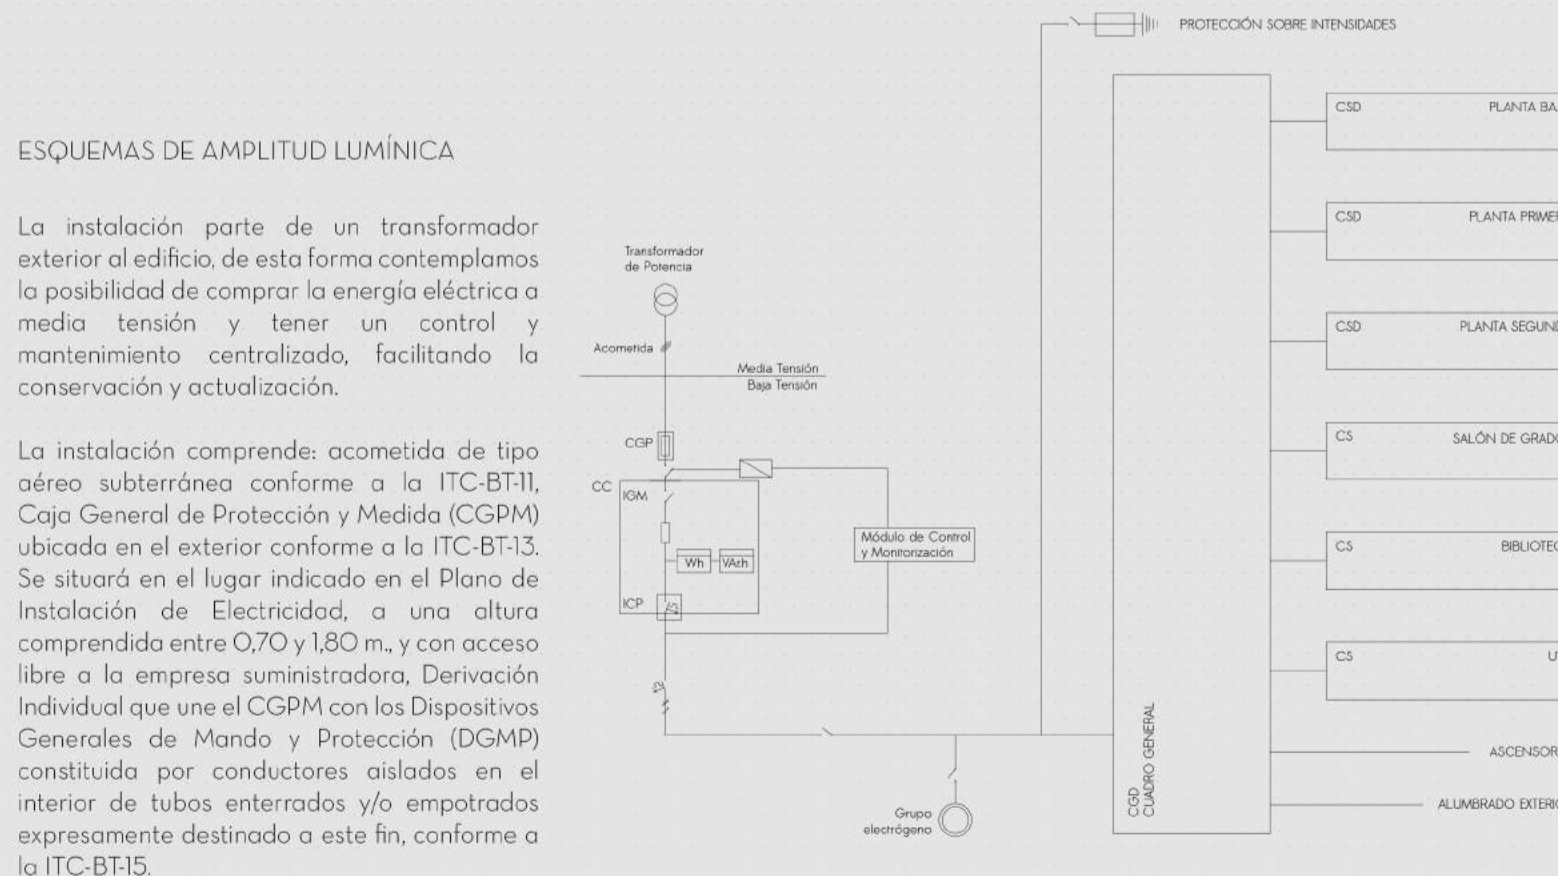 ESQUEMAS DE AMPLITUD LUMÍNICA
La instalación parte de un transformador
exterior al edificio, de esta forma contemplamos
la posibilidad de comprar la energía eléctrica a
media tensión y tener un control y
mantenimiento centralizado, facilitando la
conservación y actualización.
La instalación comprende: acometida de tipo
aéreo subterránea conforme a la ITC-BT-11,
Caja General de Protección y Medida (CGPM)
ubicada en el exterior conforme a la ITC-BT-13.
Se situará en el lugar indicado en el Plano de
Instalación de Electricidad, a una altura
comprendida entre 0,70 y 1,80 m., y con acceso
libre a la empresa suministradora, Derivación
Individual que une el CGPM con los Dispositivos
Generales de Mando y Protección (DGMP)
constituida por conductores aislados en el
interior de tubos enterrados y/o empotrados
expresamente destinado a este fin, conforme a
la ITC-BT-15.
Transformador
de Potencia
Acometida
Media Tensión
Baja Tensión
CGP
CC
IGM
Wh
VArh
ICP
Módulo de Control
y Monitorización
Grupo
electrógeno
PROTECCIÓN SOBRE INTENSIDADES
CGD
CUADRO GENERAL
CSD PLANTA BA
CSD PLANTA PRIMER
CSD PLANTA SEGUND
CS SALÓN DE GRADO
CS BIBLIOTEC
CS U
ASCENSOR
ALUMBRADO EXTERIO